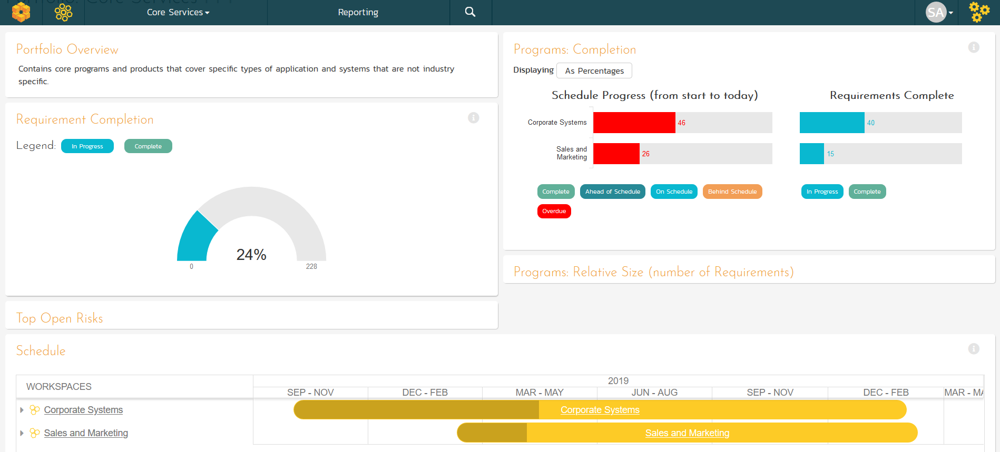 Core Services
Reporting
SA
Portfolio Overview
Contains core programs and products that cover specific types of application and systems that are not industry
specific.
Requirement Completion
Legend: In Progress Complete
24%
0 228
Top Open Risks
Programs: Completion
Displaying As Percentages
Schedule Progress (from start to today)
Corporate Systems 46
Sales and
Marketing
26
Complete Ahead of Schedule On Schedule Behind Schedule
Overdue
Requirements Complete
40
15
In Progress Complete
Programs: Relative Size (number of Requirements)
Schedule
WORKSPACES
2019
SEP - NOV DEC - FEB MAR - MAY JUN - AUG SEP - NOV DEC - FEB MAR - MA
Corporate Systems Corporate Systems
Sales and Marketing Sales and Marketing